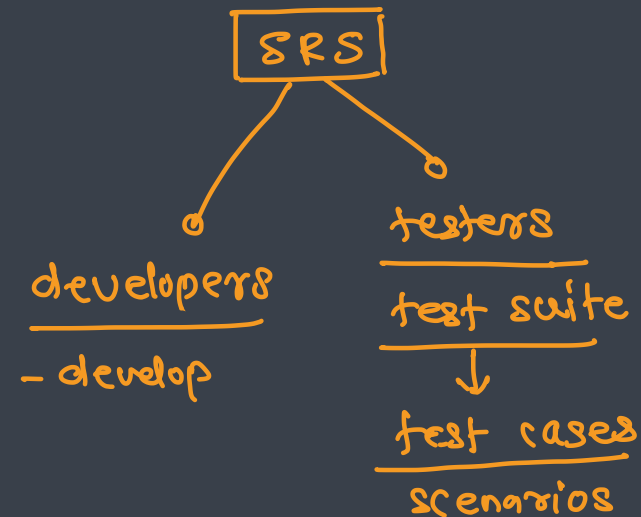 SRS
developers
- develop
testers
test suite
test cases
scenarios